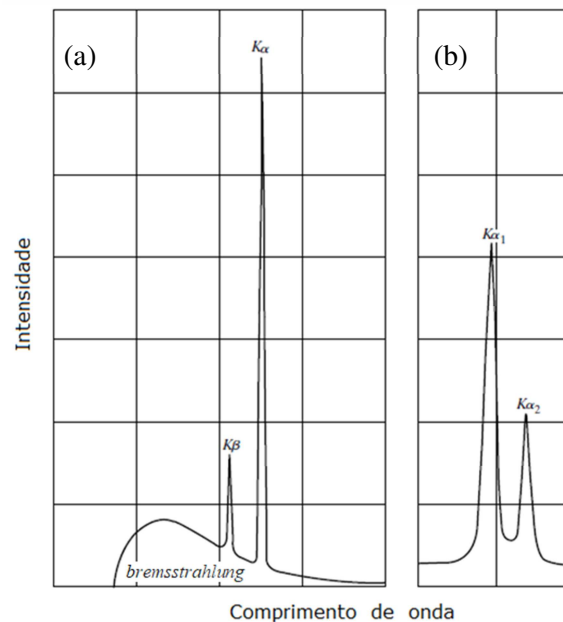 (a)
Kα
(b)
Kα₁
Kα₂
Kβ
bremsstrahlung
Intensidade
Comprimento de onda